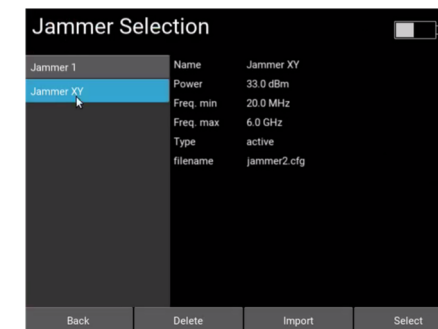 Jammer Selection
Jammer 1
Jammer XY
Name Jammer XY
Power 33.0 dBm
Freq. min 20.0 MHz
Freq. max 6.0 GHz
Type active
filename jammer2.cfg
Back Delete Import Select